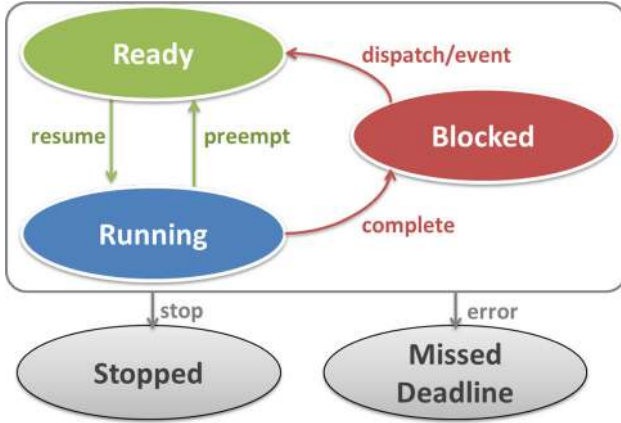 Ready
dispatch/event
resume
preempt
Blocked
Running
complete
stop
error
Stopped
Missed
Deadline